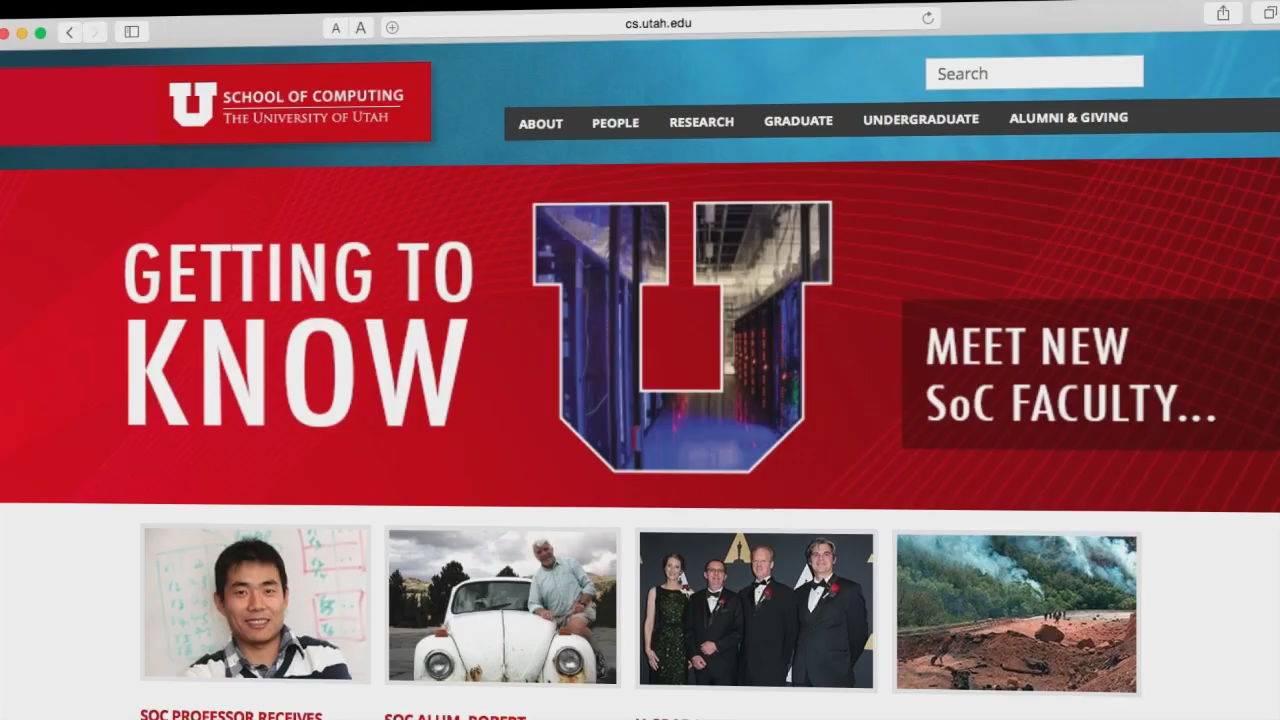 A A
cs.utah.edu
SCHOOL OF COMPUTING
THE UNIVERSITY OF UTAH
Search
ABOUT PEOPLE RESEARCH GRADUATE UNDERGRADUATE ALUMNI & GIVING
GETTING TO
KNOW
MEET NEW
SoC FACULTY...
SOC PROFESSOR RECEIVES
SOC ALUM, ROBERT